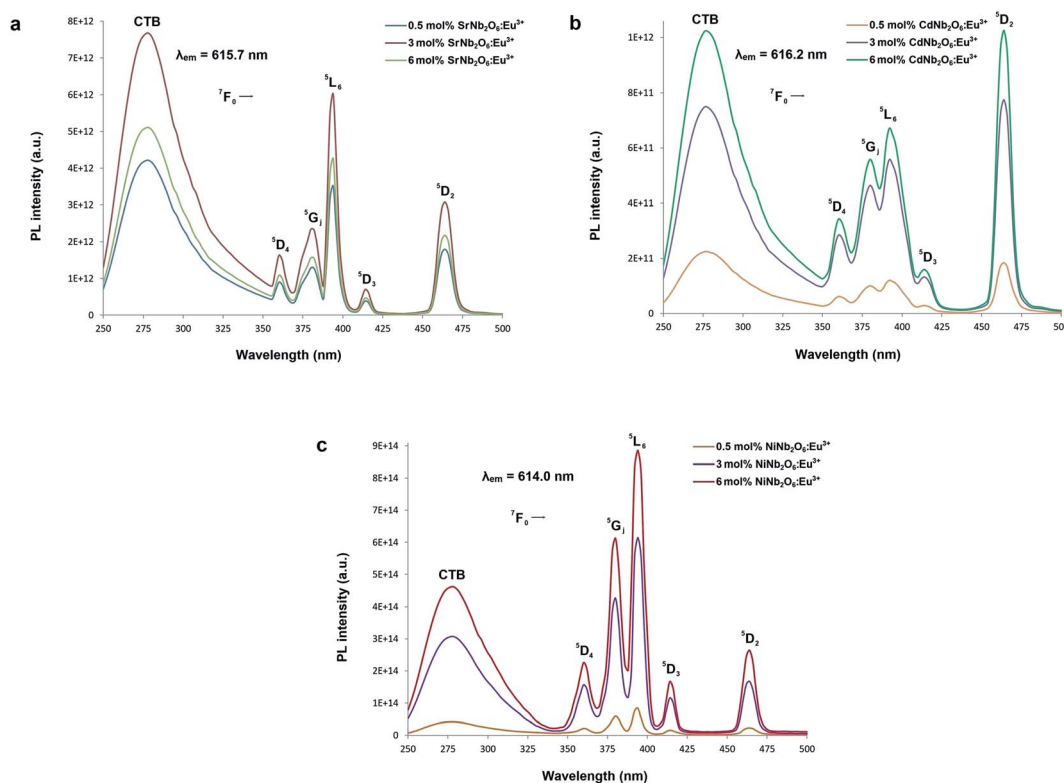 a
CTB
λem = 615.7 nm
⁷F₀ →
0.5 mol% SrNb₂O₆:Eu³⁺
3 mol% SrNb₂O₆:Eu³⁺
6 mol% SrNb₂O₆:Eu³⁺
⁵D₄
⁵Gⱼ
⁵L₆
⁵D₃
⁵D₂
PL intensity (a.u.)
8E+12
7E+12
6E+12
5E+12
4E+12
3E+12
2E+12
1E+12
0
250 275 300 325 350 375 400 425 450 475 500
Wavelength (nm)
b
CTB
λem = 616.2 nm
⁷F₀ →
0.5 mol% CdNb₂O₆:Eu³⁺
3 mol% CdNb₂O₆:Eu³⁺
6 mol% CdNb₂O₆:Eu³⁺
⁵D₄
⁵Gⱼ
⁵L₆
⁵D₃
⁵D₂
PL intensity (a.u.)
1E+12
8E+11
6E+11
4E+11
2E+11
0
250 275 300 325 350 375 400 425 450 475 500
Wavelength (nm)
c
CTB
λem = 614.0 nm
⁷F₀ →
0.5 mol% NiNb₂O₆:Eu³⁺
3 mol% NiNb₂O₆:Eu³⁺
6 mol% NiNb₂O₆:Eu³⁺
⁵D₄
⁵Gⱼ
⁵L₆
⁵D₃
⁵D₂
PL intensity (a.u.)
9E+14
8E+14
7E+14
6E+14
5E+14
4E+14
3E+14
2E+14
1E+14
0
250 275 300 325 350 375 400 425 450 475 500
Wavelength (nm)